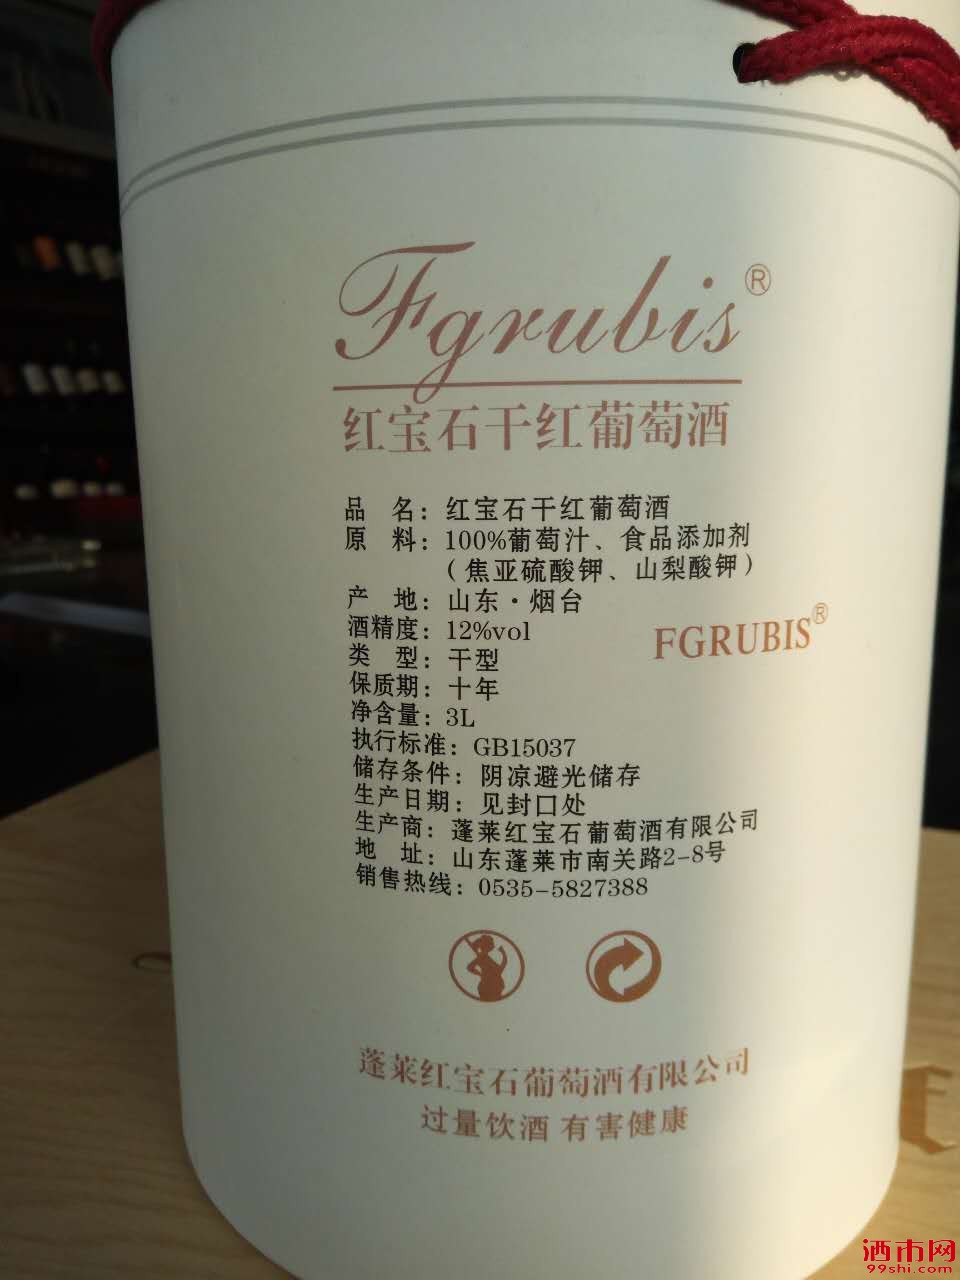 Fgrubis®
红宝石干红葡萄酒
品 名：红宝石干红葡萄酒
原 料：100%葡萄汁、食品添加剂
（焦亚硫酸钾、山梨酸钾）
产 地：山东·烟台
酒精度：12%vol
FGRUBIS®
类 型：干型
保质期：十年
净含量：3L
执行标准：GB15037
储存条件：阴凉避光储存
生产日期：见封口处
生产商：蓬莱红宝石葡萄酒有限公司
地 址：山东蓬莱市南关路2-8号
销售热线：0535-5827388
蓬莱红宝石葡萄酒有限公司
过量饮酒 有害健康
酒市网
99shi.com